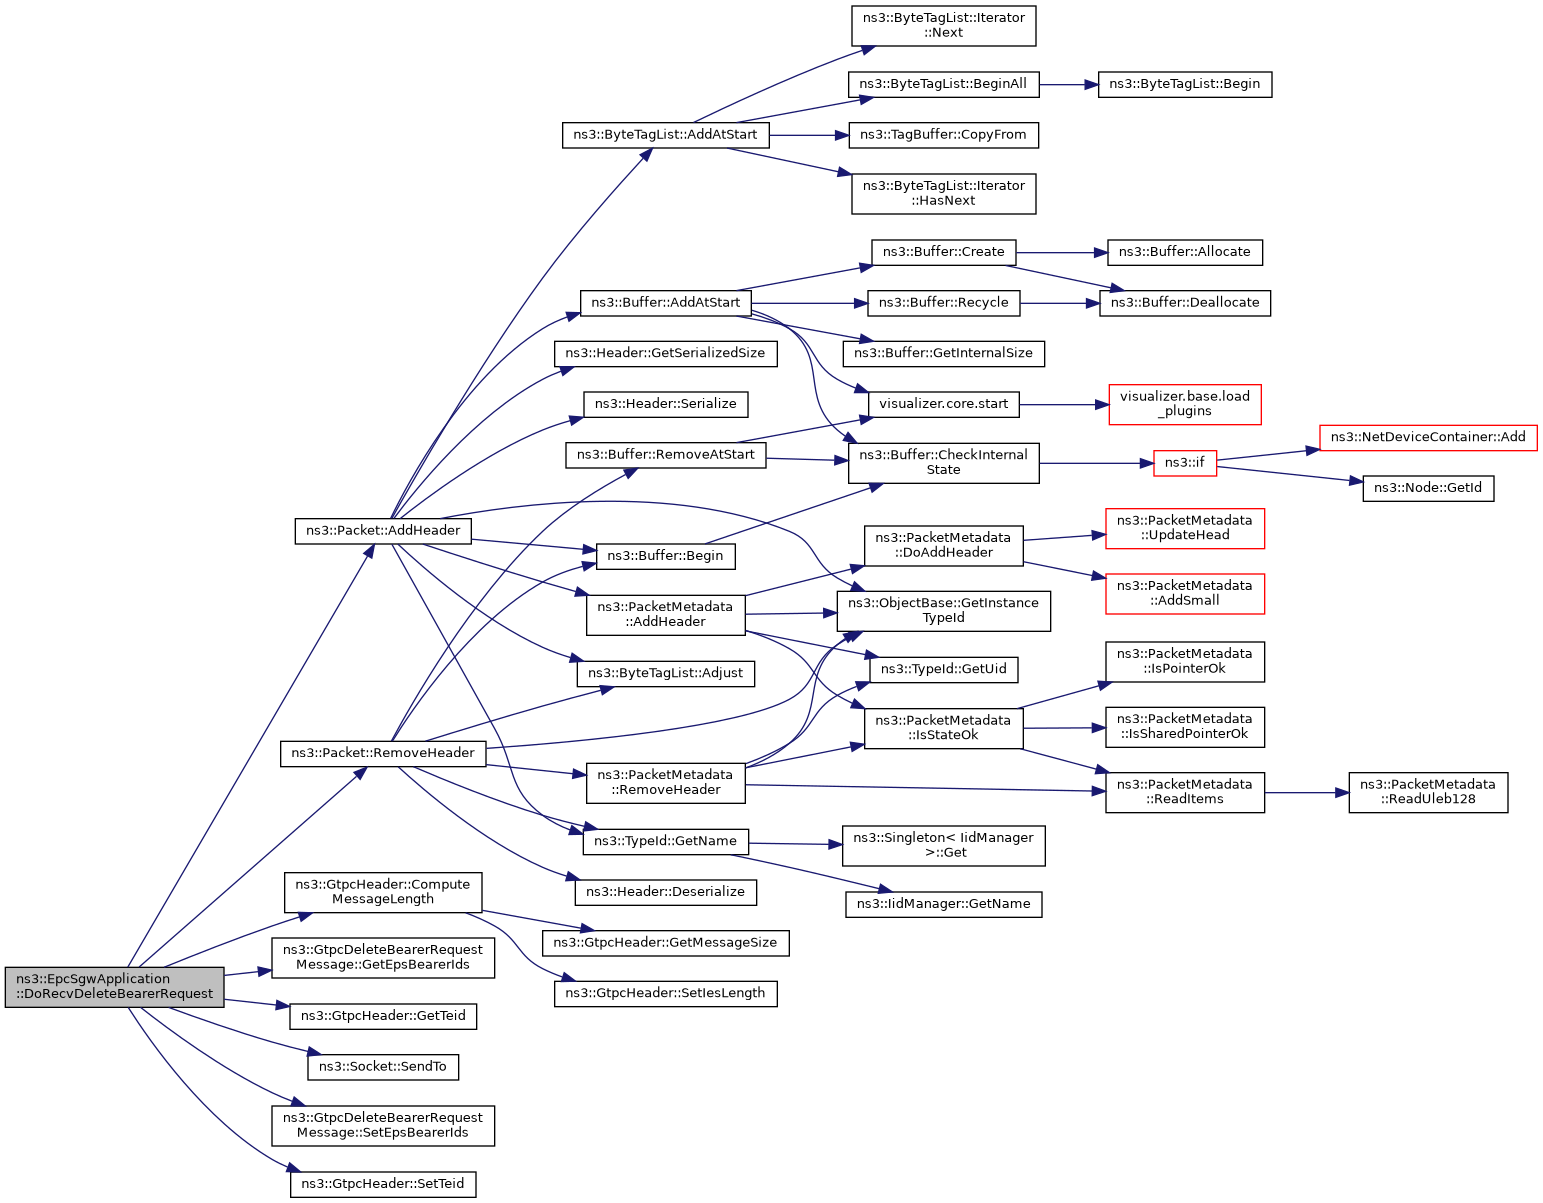 ns3::ByteTagList::Iterator
::Next
ns3::ByteTagList::BeginAll
ns3::ByteTagList::Begin
ns3::ByteTagList::AddAtStart
ns3::TagBuffer::CopyFrom
ns3::ByteTagList::Iterator
::HasNext
ns3::Buffer::Create
ns3::Buffer::Allocate
ns3::Buffer::AddAtStart
ns3::Buffer::Recycle
ns3::Buffer::Deallocate
ns3::Header::GetSerializedSize
ns3::Buffer::GetInternalSize
ns3::Header::Serialize
visualizer.core.start
visualizer.base.load
_plugins
ns3::NetDeviceContainer::Add
ns3::Buffer::RemoveAtStart
ns3::Buffer::CheckInternal
State
ns3::if
ns3::Node::GetId
ns3::Packet::AddHeader
ns3::Buffer::Begin
ns3::PacketMetadata
::DoAddHeader
ns3::PacketMetadata
::UpdateHead
ns3::PacketMetadata
::AddSmall
ns3::PacketMetadata
::AddHeader
ns3::ObjectBase::GetInstance
TypeId
ns3::ByteTagList::Adjust
ns3::TypeId::GetUid
ns3::PacketMetadata
::IsPointerOk
ns3::PacketMetadata
::IsStateOk
ns3::PacketMetadata
::IsSharedPointerOk
ns3::Packet::RemoveHeader
ns3::PacketMetadata
::RemoveHeader
ns3::PacketMetadata
::ReadItems
ns3::PacketMetadata
::ReadUleb128
ns3::TypeId::GetName
ns3::Singleton< IidManager
>::Get
ns3::Header::Deserialize
ns3::IidManager::GetName
ns3::GtpcHeader::Compute
MessageLength
ns3::GtpcHeader::GetMessageSize
ns3::GtpcDeleteBearerRequest
Message::GetEpsBearerIds
ns3::EpcSgwApplication
::DoRecvDeleteBearerRequest
ns3::GtpcHeader::SetIesLength
ns3::GtpcHeader::GetTeid
ns3::Socket::SendTo
ns3::GtpcDeleteBearerRequest
Message::SetEpsBearerIds
ns3::GtpcHeader::SetTeid